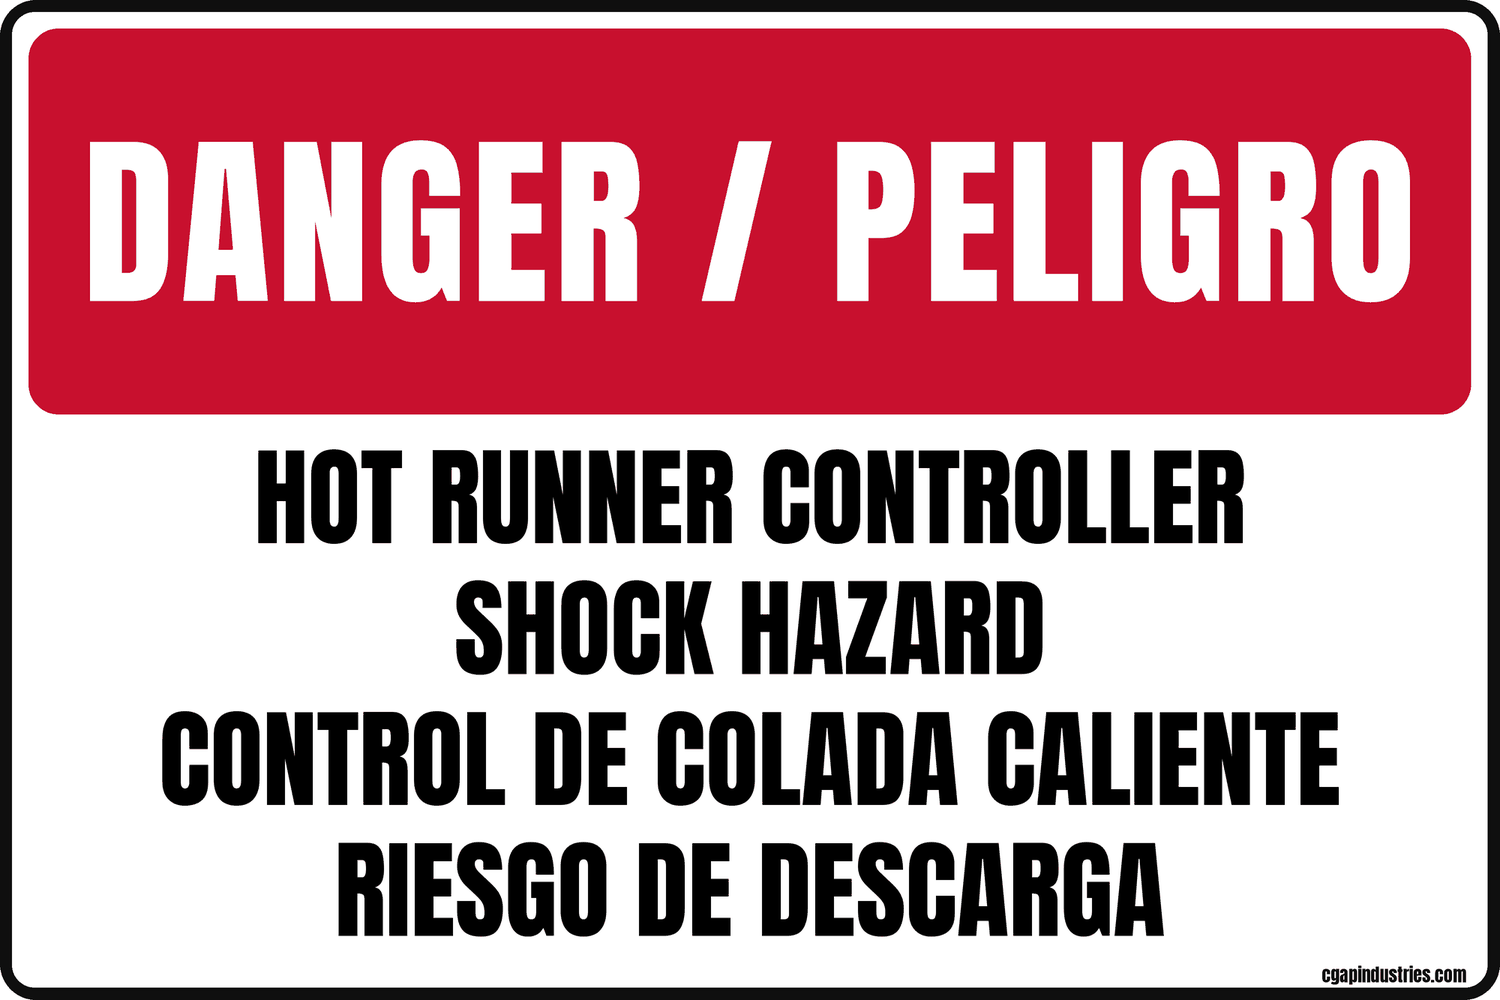 DANGER / PELIGRO
HOT RUNNER CONTROLLER
SHOCK HAZARD
CONTROL DE COLADA CALIENTE
RIESGO DE DESCARGA
cgapindustries.com